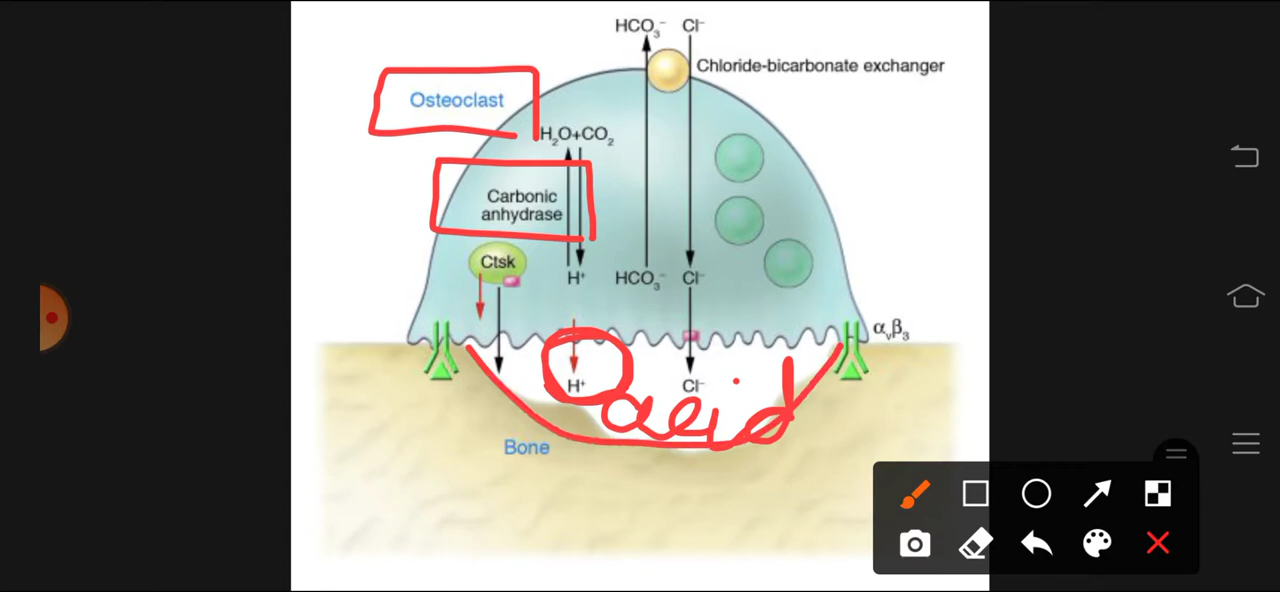 HCO₃⁻ Cl⁻
Chloride-bicarbonate exchanger
Osteoclast
H₂O+CO₂
Carbonic
anhydrase
Ctsk
H⁺ HCO₃⁻ Cl⁻
αᵥβ₃
H⁺ Cl⁻
acid
Bone